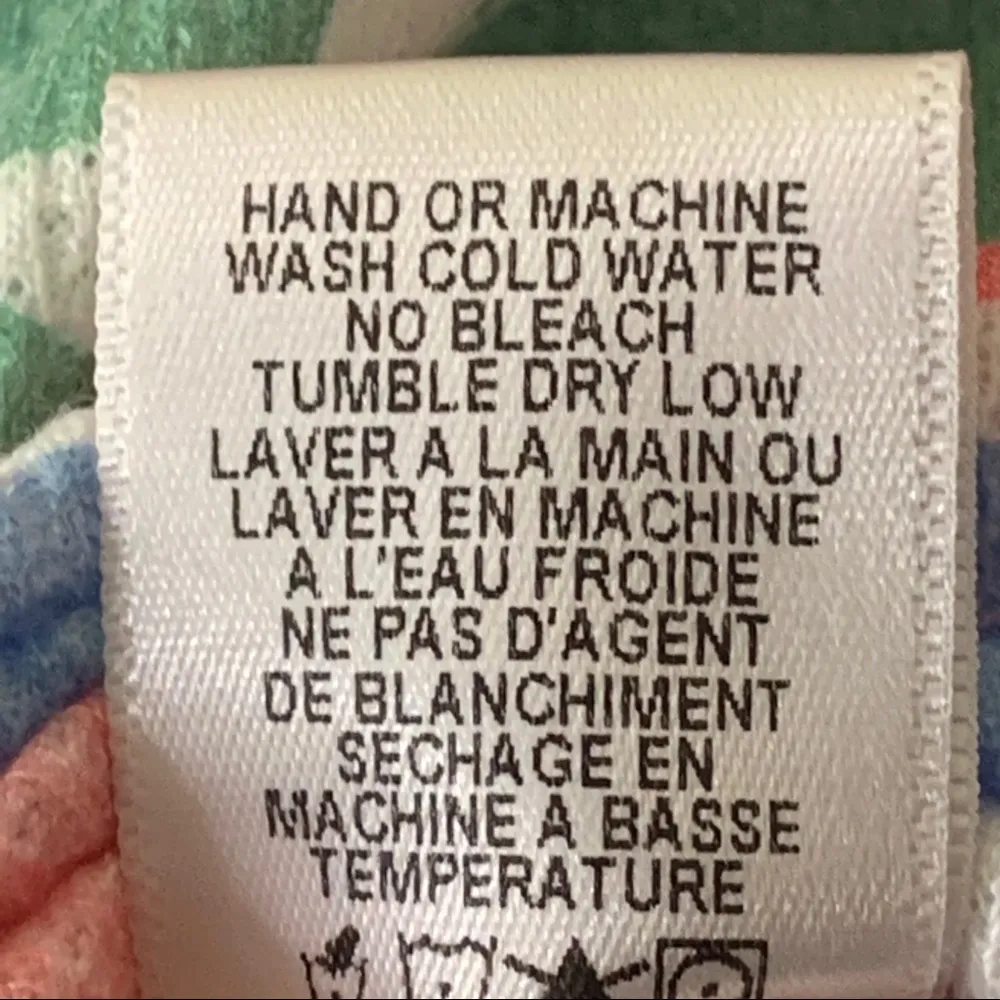 HAND OR MACHINE
WASH COLD WATER
NO BLEACH
TUMBLE DRY LOW
LAVER A LA MAIN OU
LAVER EN MACHINE
A L'EAU FROIDE
NE PAS D'AGENT
DE BLANCHIMENT
SECHAGE EN
MACHINE A BASSE
TEMPERATURE